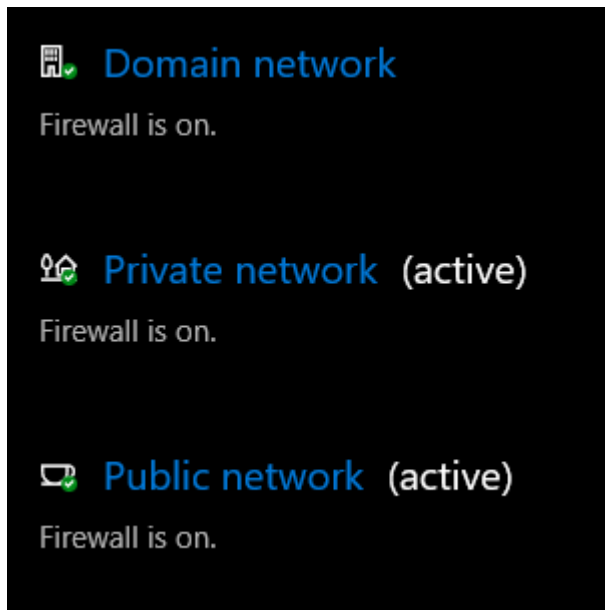 Domain network
Firewall is on.
Private network (active)
Firewall is on.
Public network (active)
Firewall is on.